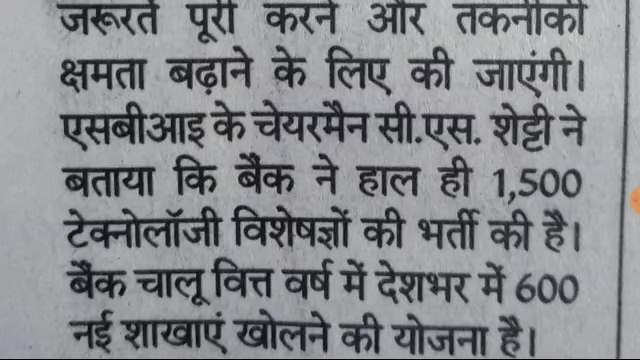 जरूरतें पूरी करने और तकनीकी
क्षमता बढ़ाने के लिए की जाएंगी।
एसबीआइ के चेयरमैन सी.एस. शेट्टी ने
बताया कि बैंक ने हाल ही 1,500
टेक्नोलॉजी विशेषज्ञों की भर्ती की है।
बैंक चालू वित्त वर्ष में देशभर में 600
नई शाखाएं खोलने की योजना है।